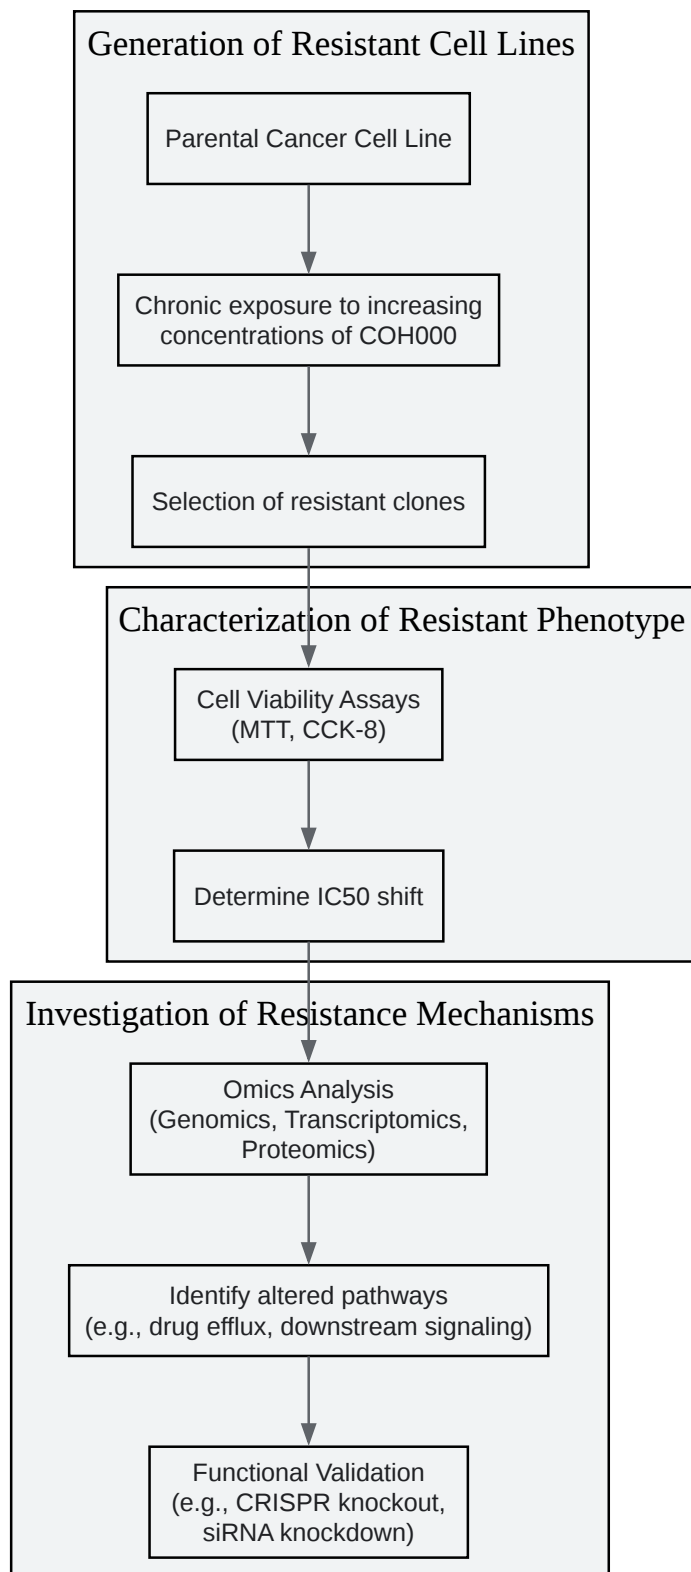 Generation of Resistant Cell Lines
Parental Cancer Cell Line
Chronic exposure to increasing
concentrations of COH000
Selection of resistant clones
Characterization of Resistant Phenotype
Cell Viability Assays
(MTT, CCK-8)
Determine IC50 shift
Investigation of Resistance Mechanisms
Omics Analysis
(Genomics, Transcriptomics,
Proteomics)
Identify altered pathways
(e.g., drug efflux, downstream signaling)
Functional Validation
(e.g., CRISPR knockout,
siRNA knockdown)